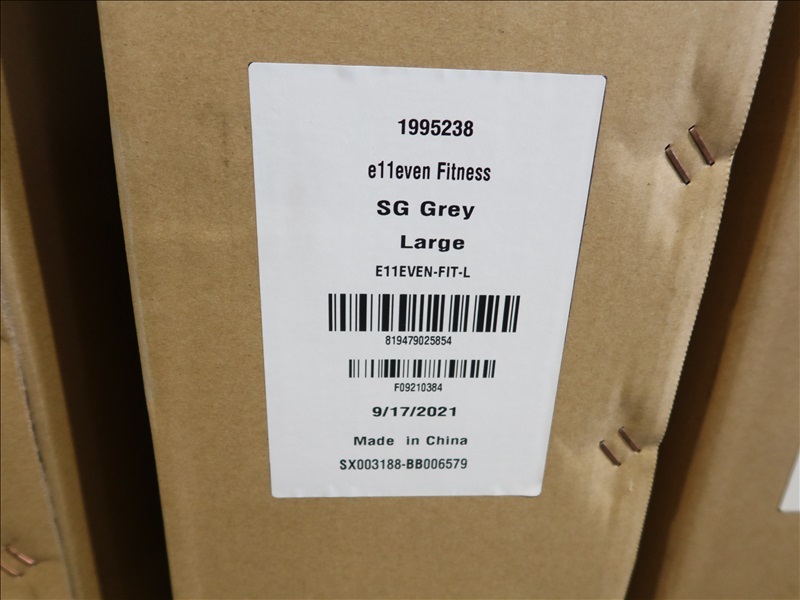 1995238
e11even Fitness
SG Grey
Large
E11EVEN-FIT-L
819479025854
F09210384
9/17/2021
Made in China
SX003188-BB006579